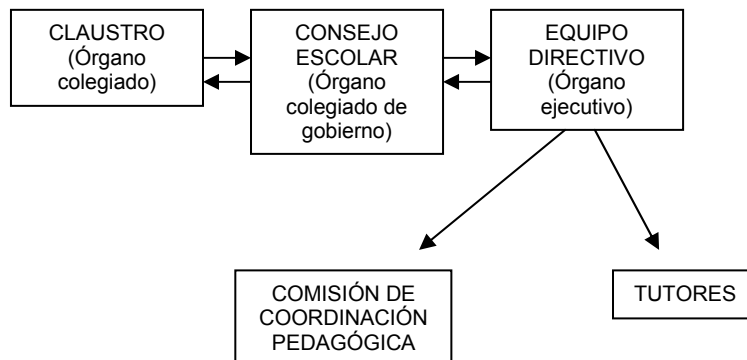 CLAUSTRO
(Órgano
colegiado)
CONSEJO
ESCOLAR
(Órgano
colegiado de
gobierno)
EQUIPO
DIRECTIVO
(Órgano
ejecutivo)
COMISIÓN DE
COORDINACIÓN
PEDAGÓGICA
TUTORES